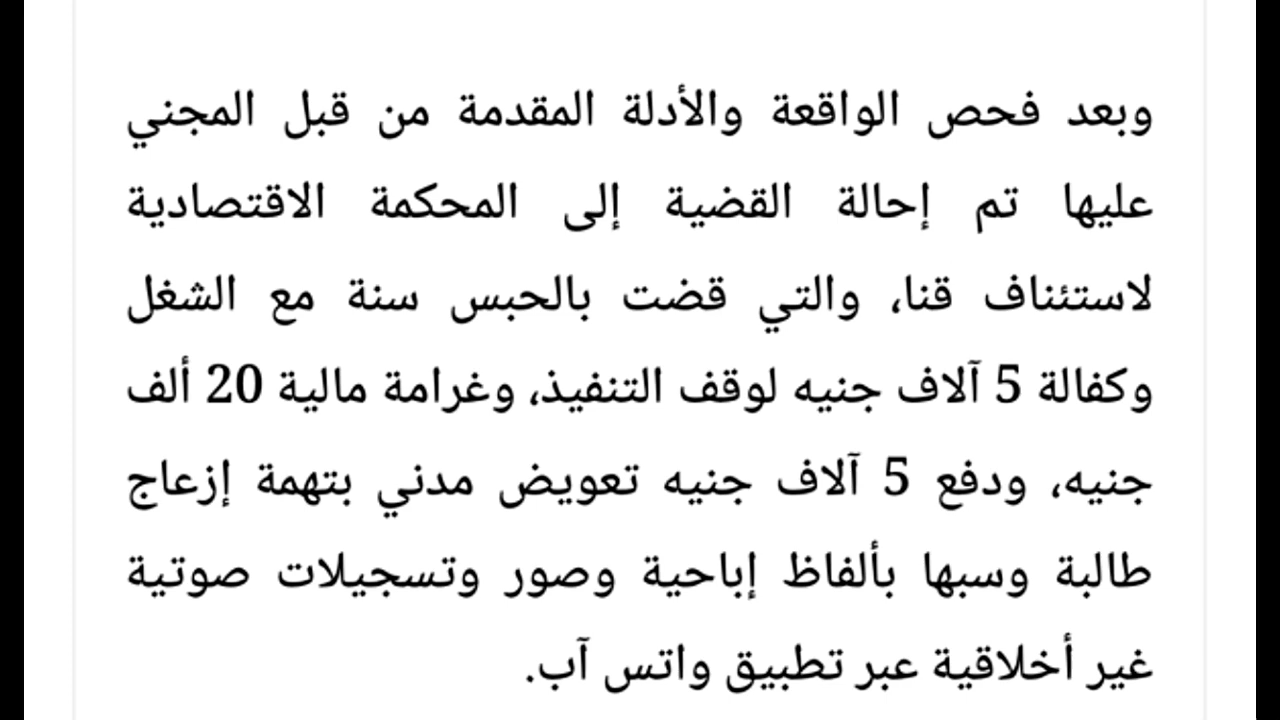 وبعد فحص الواقعة والأدلة المقدمة من قبل المجني
عليها تم إحالة القضية إلى المحكمة الاقتصادية
لاستئناف قنا، والتي قضت بالحبس سنة مع الشغل
وكفالة 5 آلاف جنيه لوقف التنفيذ، وغرامة مالية 20 ألف
جنيه، ودفع 5 آلاف جنيه تعويض مدني بتهمة إزعاج
طالبة وسبها بألفاظ إباحية وصور وتسجيلات صوتية
غير أخلاقية عبر تطبيق واتس آب.